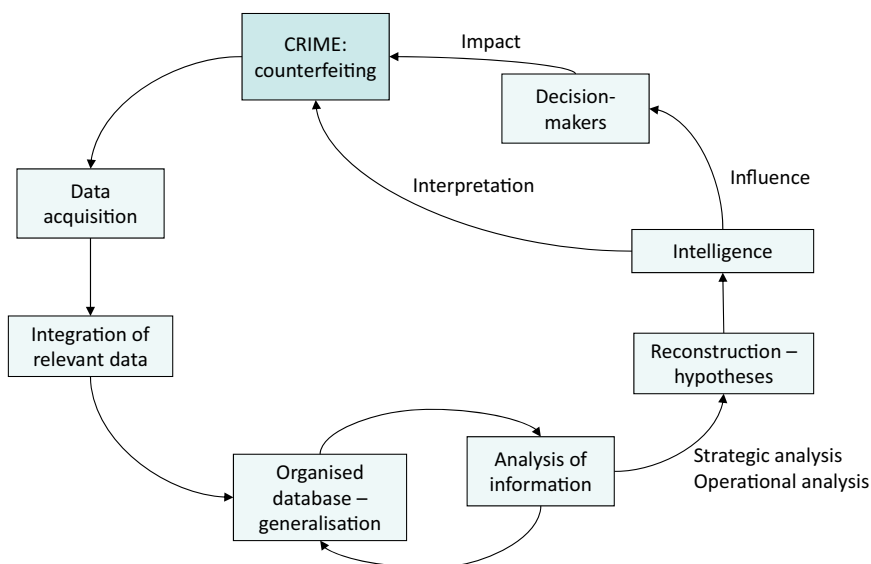 CRIME:
counterfeiting
Impact
Decision-
makers
Data
acquisition
Interpretation
Influence
Intelligence
Integration of
relevant data
Reconstruction –
hypotheses
Organised
database –
generalisation
Analysis of
information
Strategic analysis
Operational analysis